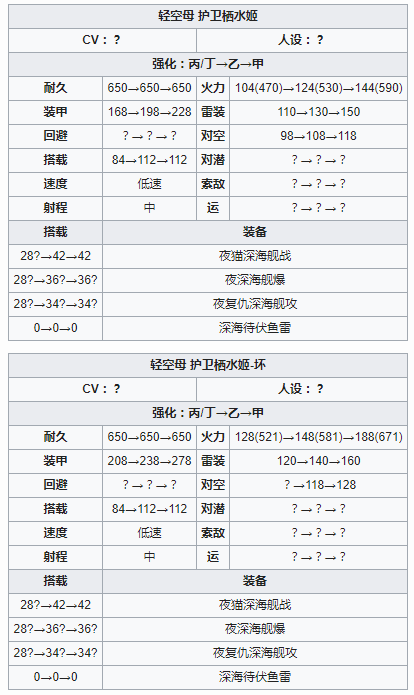 轻空母 护卫栖水姬
CV： ？ 人设： ？
强化：丙/丁→乙→甲
耐久 650→650→650 火力 104(470)→124(530)→144(590)
装甲 168→198→228 雷装 110→130→150
回避 ？→？→？ 对空 98→108→118
搭载 84→112→112 对潜 ？→？→？
速度 低速 索敌 ？→？→？
射程 中 运 ？→？→？
搭载 装备
28?→42→42 夜猫深海舰战
28?→36?→36? 夜深海舰爆
28?→34?→34? 夜复仇深海舰攻
0→0→0 深海待伏鱼雷
轻空母 护卫栖水姬-坏
CV： ？ 人设： ？
强化：丙/丁→乙→甲
耐久 650→650→650 火力 128(521)→148(581)→188(671)
装甲 208→238→278 雷装 120→140→160
回避 ？→？→？ 对空 ？→118→128
搭载 84→112→112 对潜 ？→？→？
速度 低速 索敌 ？→？→？
射程 中 运 ？→？→？
搭载 装备
28?→42→42 夜猫深海舰战
28?→36?→36? 夜深海舰爆
28?→34?→34? 夜复仇深海舰攻
0→0→0 深海待伏鱼雷